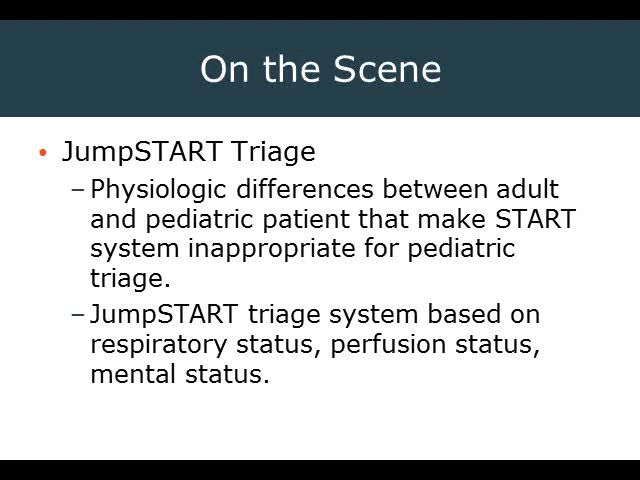 On the Scene
• JumpSTART Triage
– Physiologic differences between adult
and pediatric patient that make START
system inappropriate for pediatric
triage.
– JumpSTART triage system based on
respiratory status, perfusion status,
mental status.